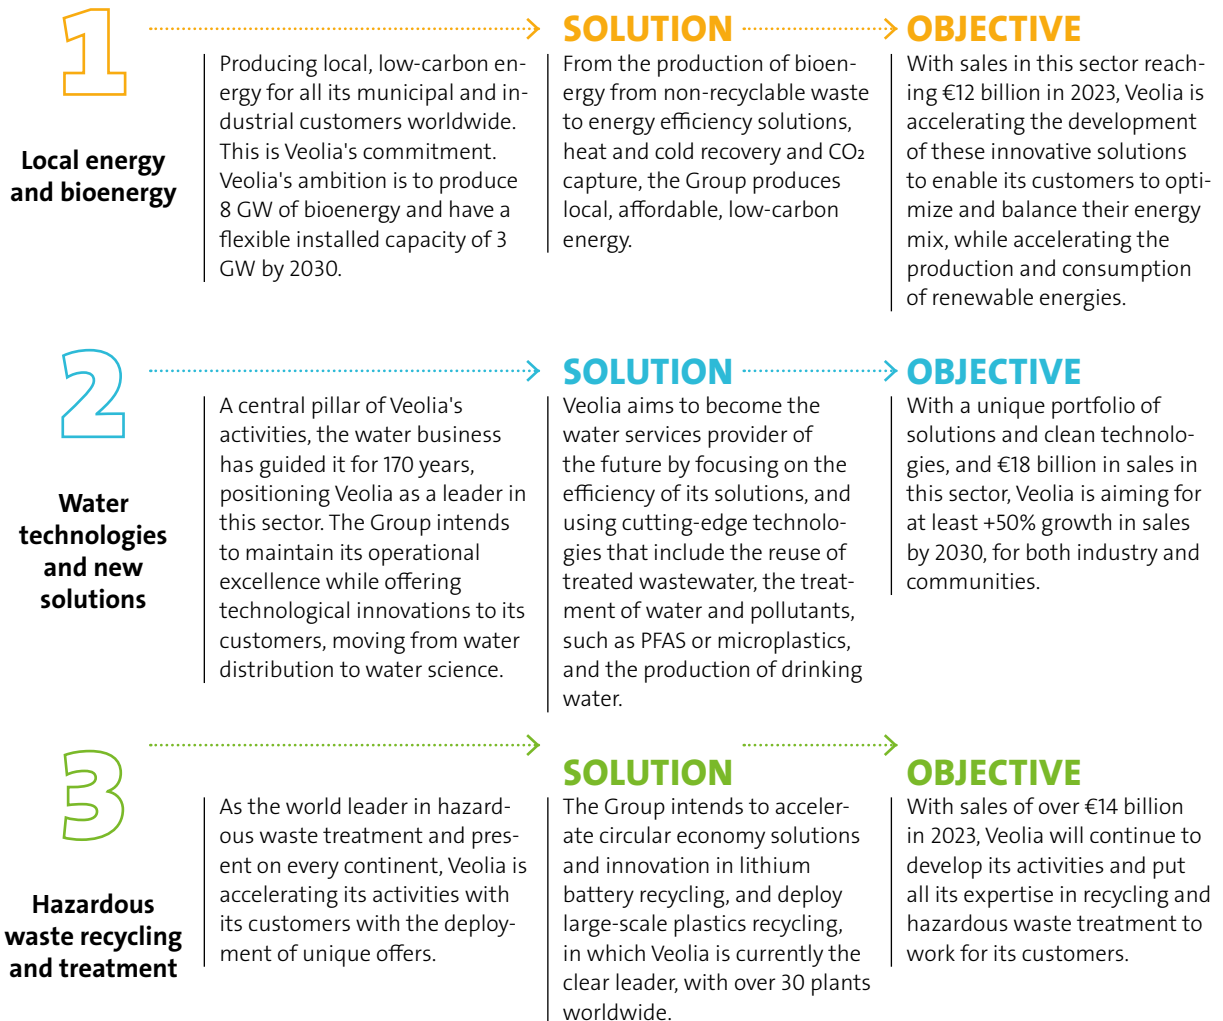 1
Local energy
and bioenergy
Producing local, low-carbon en-
ergy for all its municipal and in-
dustrial customers worldwide.
This is Veolia's commitment.
Veolia's ambition is to produce
8 GW of bioenergy and have a
flexible installed capacity of 3
GW by 2030.
SOLUTION
From the production of bioen-
ergy from non-recyclable waste
to energy efficiency solutions,
heat and cold recovery and CO₂
capture, the Group produces
local, affordable, low-carbon
energy.
OBJECTIVE
With sales in this sector reach-
ing €12 billion in 2023, Veolia is
accelerating the development
of these innovative solutions
to enable its customers to opti-
mize and balance their energy
mix, while accelerating the
production and consumption
of renewable energies.
2
Water
technologies
and new
solutions
A central pillar of Veolia's
activities, the water business
has guided it for 170 years,
positioning Veolia as a leader in
this sector. The Group intends
to maintain its operational
excellence while offering
technological innovations to its
customers, moving from water
distribution to water science.
SOLUTION
Veolia aims to become the
water services provider of
the future by focusing on the
efficiency of its solutions, and
using cutting-edge technolo-
gies that include the reuse of
treated wastewater, the treat-
ment of water and pollutants,
such as PFAS or microplastics,
and the production of drinking
water.
OBJECTIVE
With a unique portfolio of
solutions and clean technolo-
gies, and €18 billion in sales in
this sector, Veolia is aiming for
at least +50% growth in sales
by 2030, for both industry and
communities.
3
Hazardous
waste recycling
and treatment
As the world leader in hazard-
ous waste treatment and pres-
ent on every continent, Veolia is
accelerating its activities with
its customers with the deploy-
ment of unique offers.
SOLUTION
The Group intends to acceler-
ate circular economy solutions
and innovation in lithium
battery recycling, and deploy
large-scale plastics recycling,
in which Veolia is currently the
clear leader, with over 30 plants
worldwide.
OBJECTIVE
With sales of over €14 billion
in 2023, Veolia will continue to
develop its activities and put
all its expertise in recycling and
hazardous waste treatment to
work for its customers.